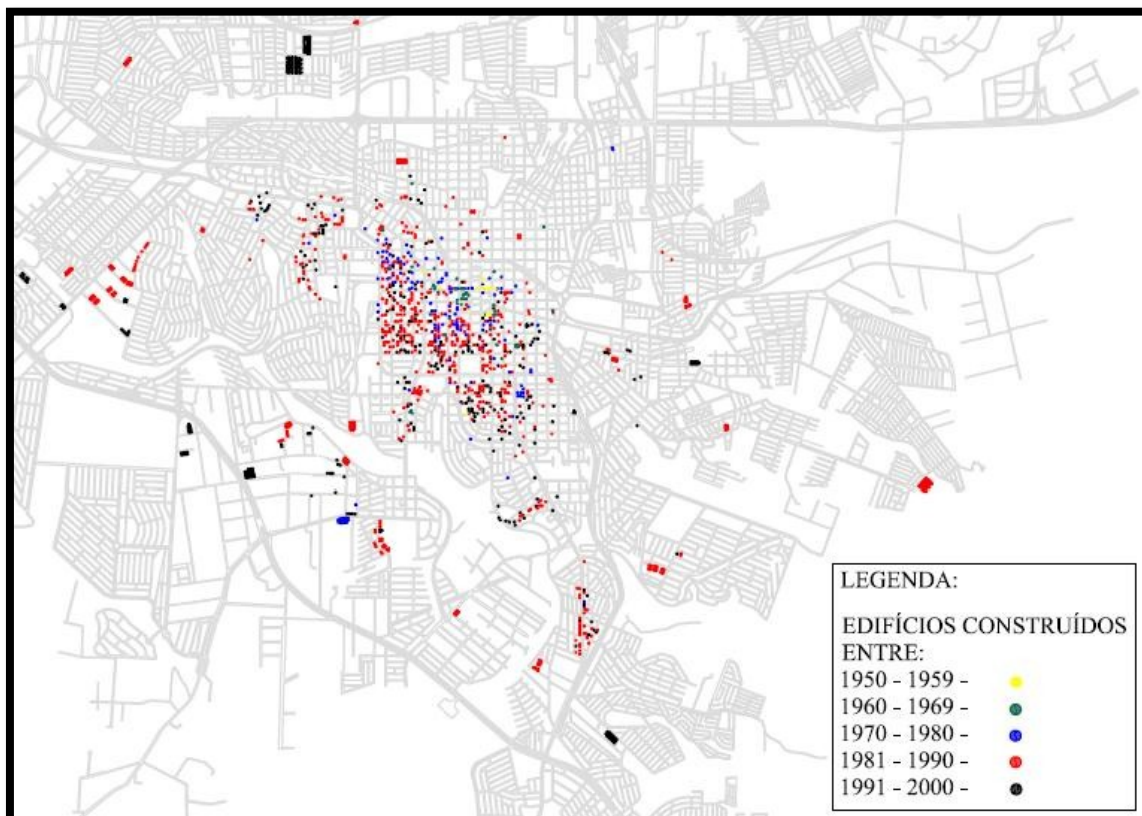 LEGENDA:
EDIFÍCIOS CONSTRUÍDOS
ENTRE:
1950 - 1959 -
1960 - 1969 -
1970 - 1980 -
1981 - 1990 -
1991 - 2000 -